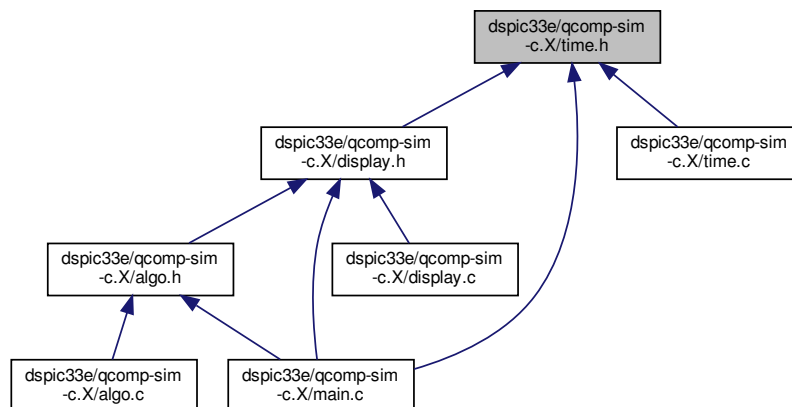 dspic33e/qcomp-sim
-c.X/time.h
dspic33e/qcomp-sim
-c.X/display.h
dspic33e/qcomp-sim
-c.X/time.c
dspic33e/qcomp-sim
-c.X/algo.h
dspic33e/qcomp-sim
-c.X/display.c
dspic33e/qcomp-sim
-c.X/algo.c
dspic33e/qcomp-sim
-c.X/main.c